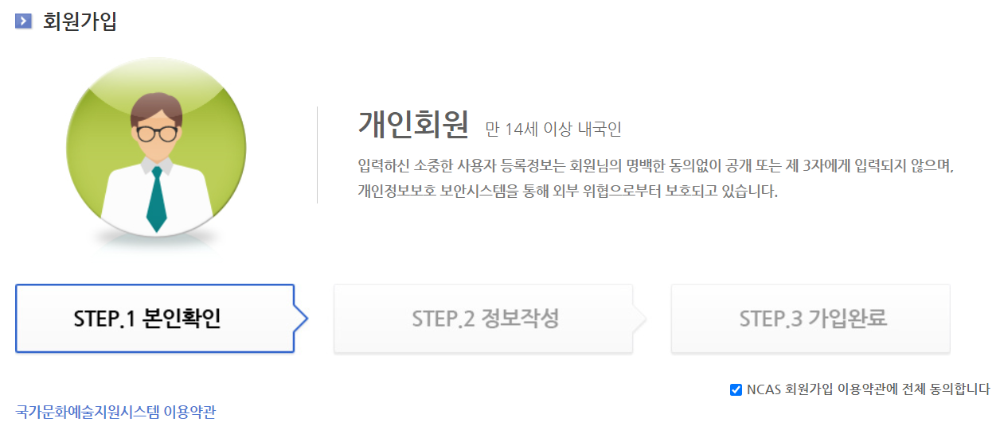 회원가입
개인회원 만 14세 이상 내국인
입력하신 소중한 사용자 등록정보는 회원님의 명백한 동의없이 공개 또는 제 3자에게 입력되지 않으며,
개인정보보호 보안시스템을 통해 외부 위협으로부터 보호되고 있습니다.
STEP.1 본인확인
STEP.2 정보작성
STEP.3 가입완료
NCAS 회원가입 이용약관에 전체 동의합니다
국가문화예술지원시스템 이용약관